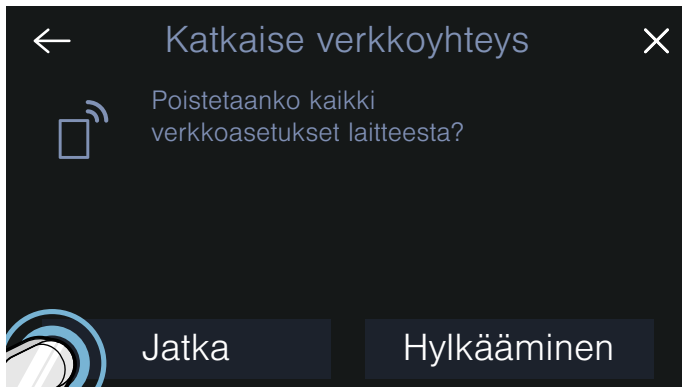 Katkaise verkkoyhteys
Poistetaanko kaikki
verkkoasetukset laitteesta?
Jatka
Hylkääminen